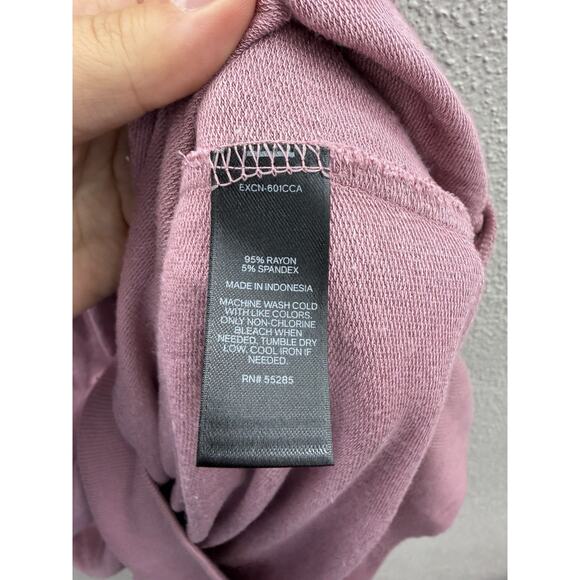 EXCN-601CCA
95% RAYON
5% SPANDEX
MADE IN INDONESIA
MACHINE WASH COLD
WITH LIKE COLORS.
ONLY NON-CHLORINE
BLEACH WHEN
NEEDED. TUMBLE DRY
LOW. COOL IRON IF
NEEDED.
RN# 55285